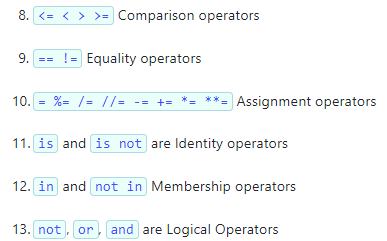 8. <= < > >= Comparison operators
9. == != Equality operators
10. = %= /= //= -= += *= **= Assignment operators
11. is and is not are Identity operators
12. in and not in Membership operators
13. not, or, and are Logical Operators